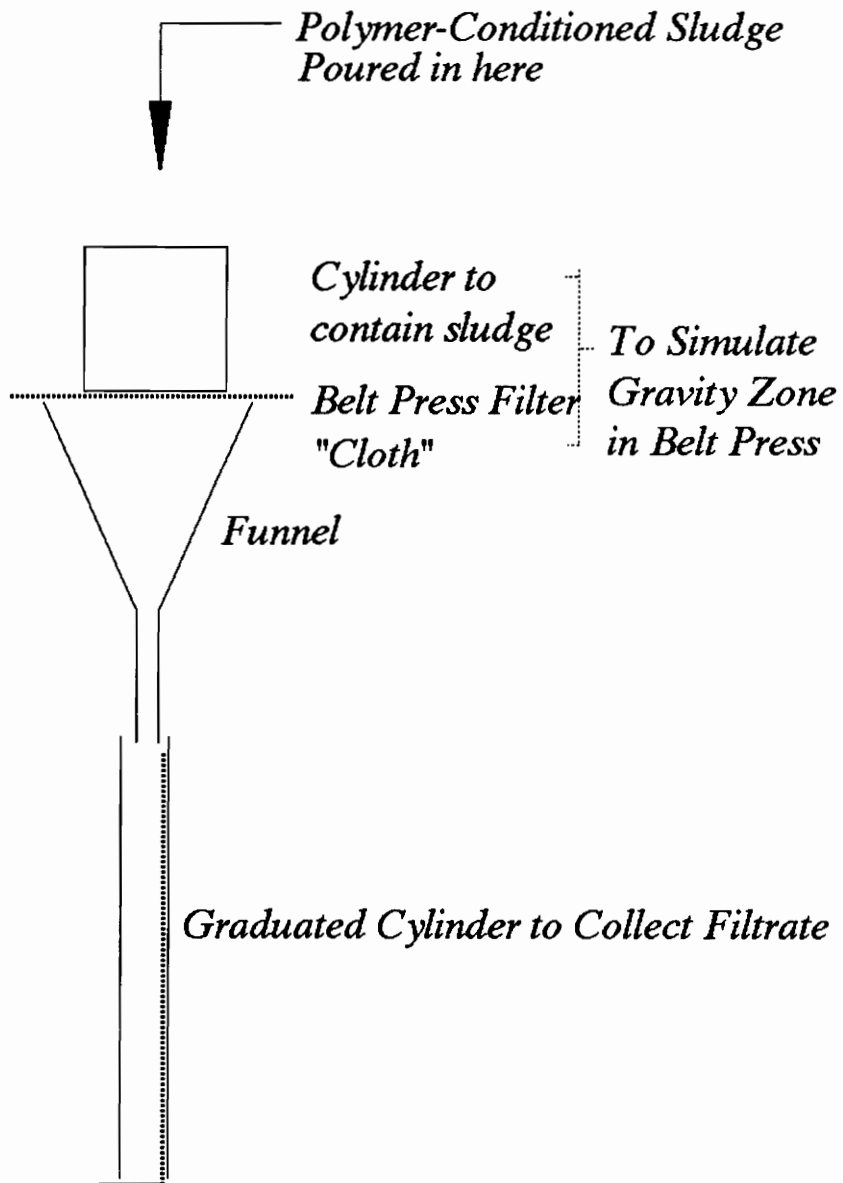 Polymer-Conditioned Sludge
Poured in here
Cylinder to
contain sludge
To Simulate
Gravity Zone
in Belt Press
Belt Press Filter
"Cloth"
Funnel
Graduated Cylinder to Collect Filtrate